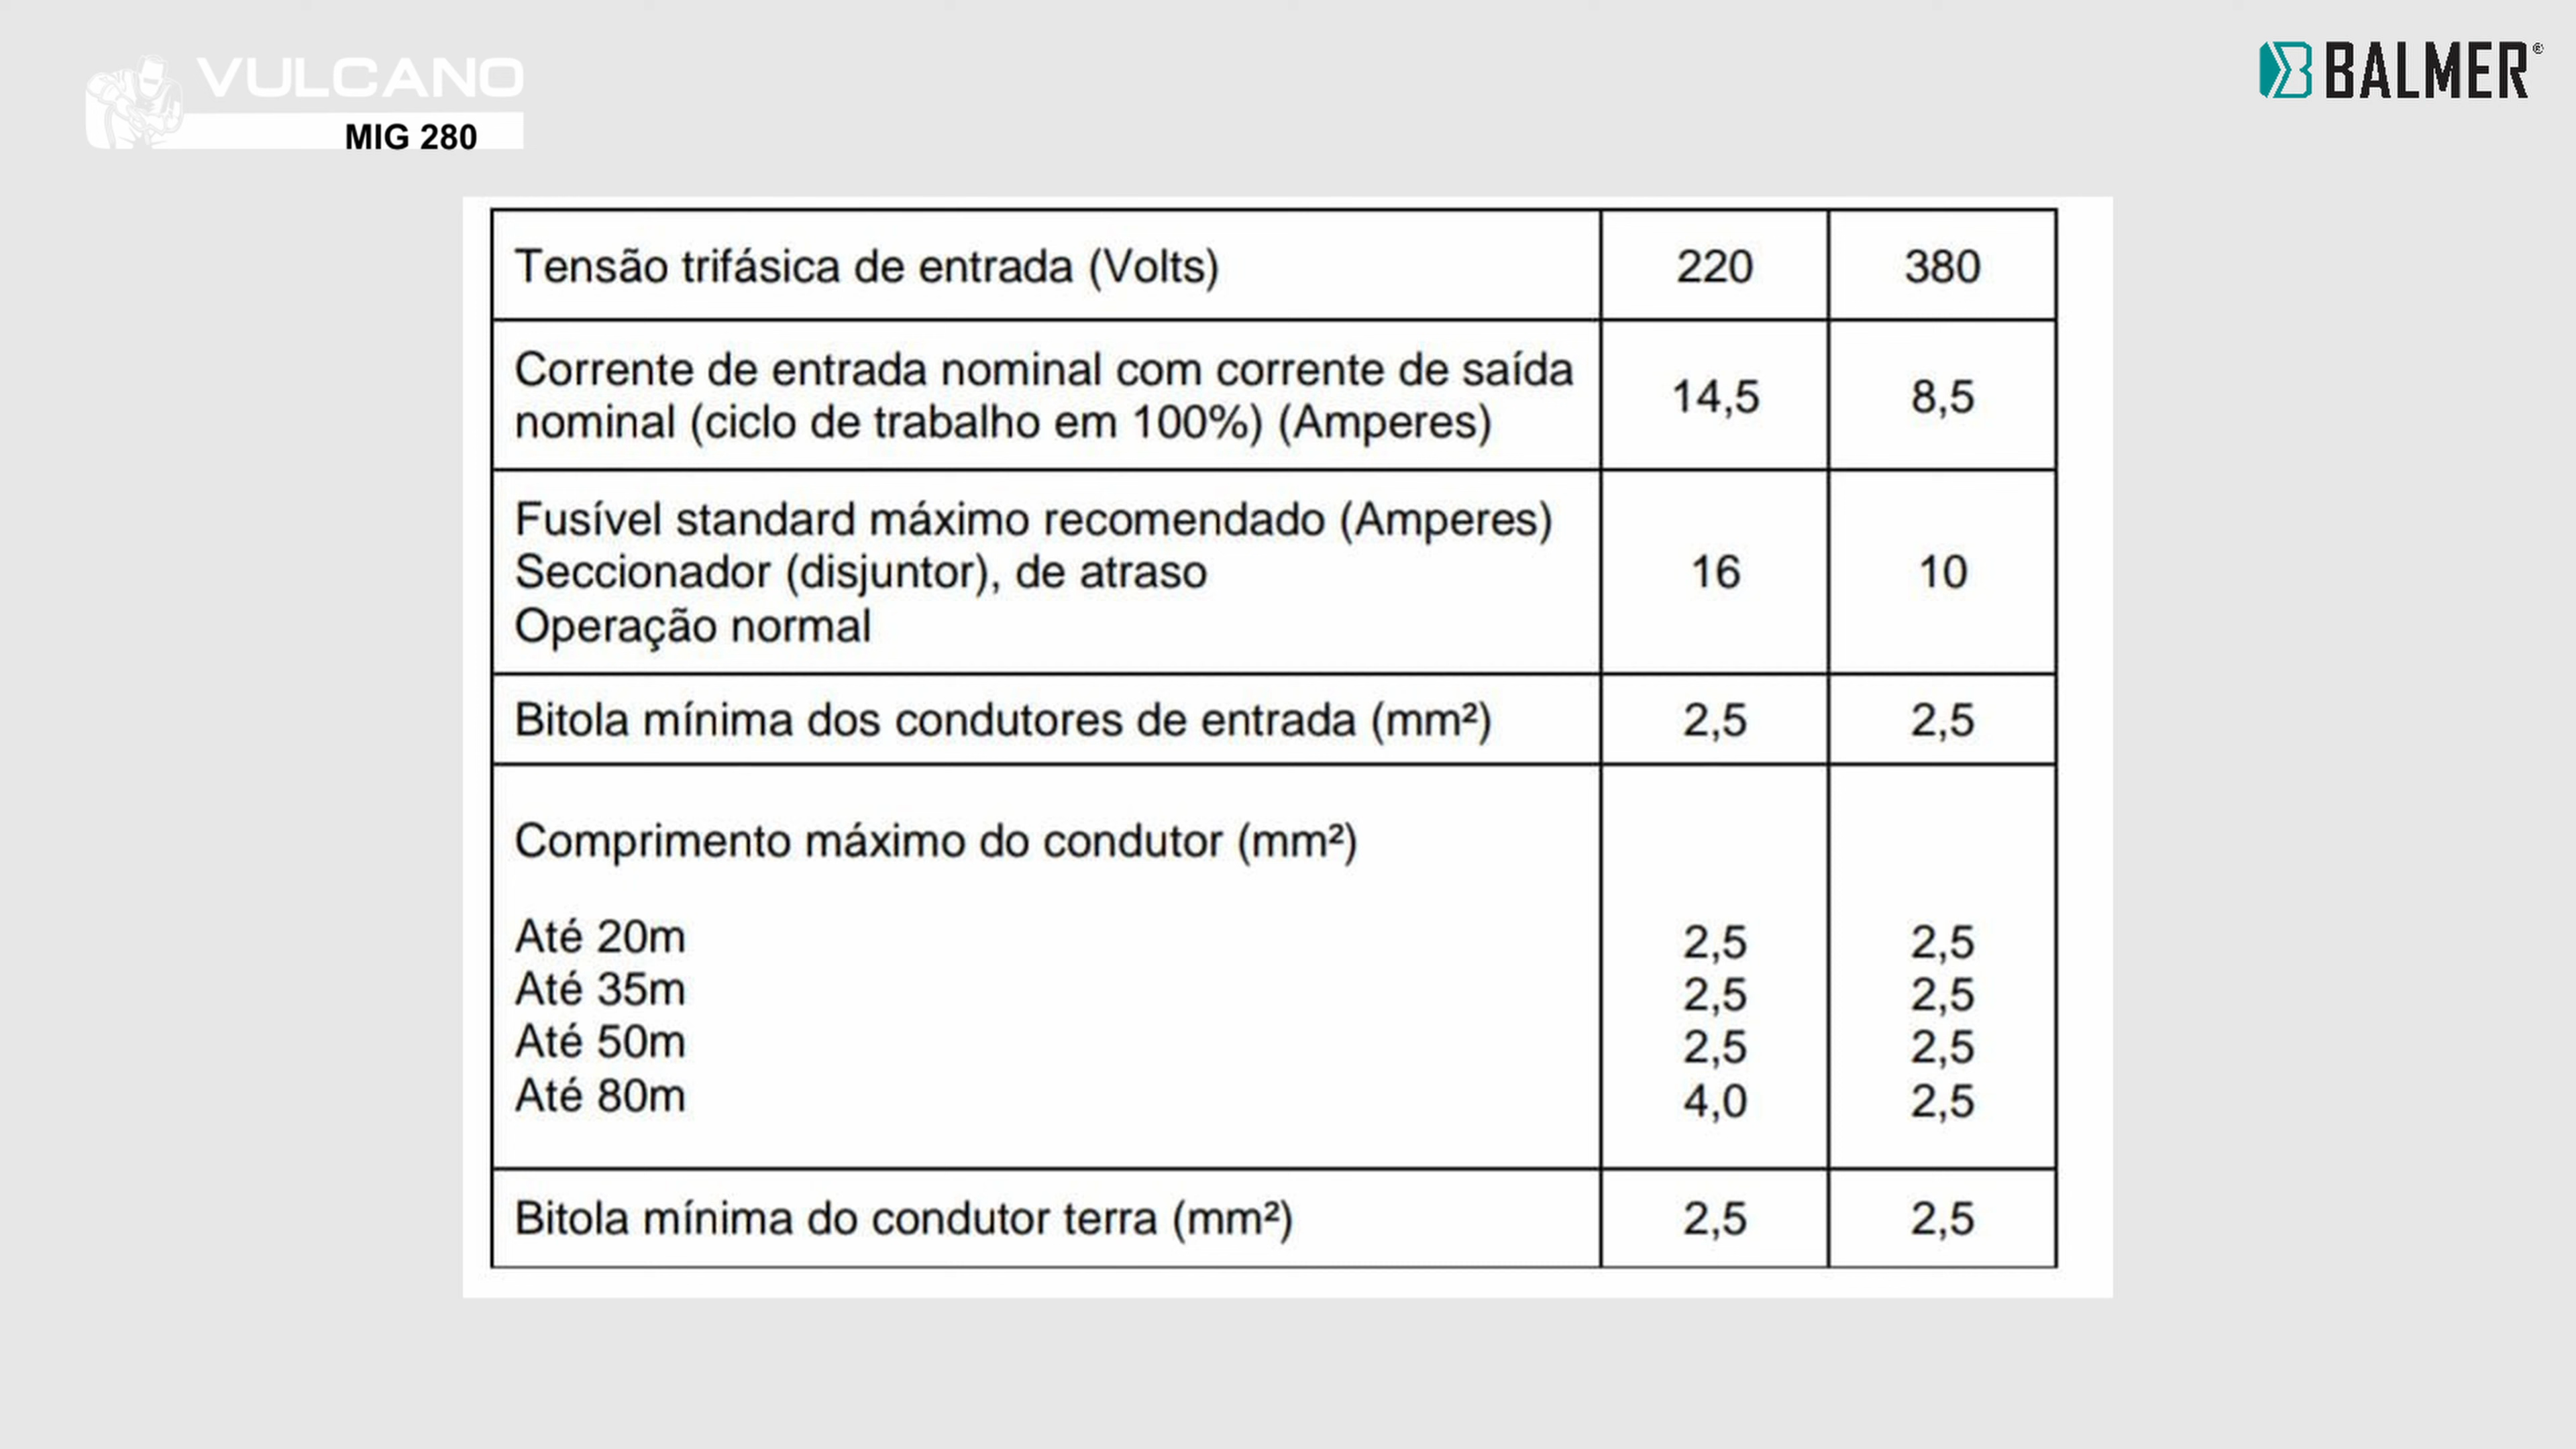 VULCANO
MIG 280
BALMER®
Tensão trifásica de entrada (Volts) 220 380
Corrente de entrada nominal com corrente de saída
nominal (ciclo de trabalho em 100%) (Amperes) 14,5 8,5
Fusível standard máximo recomendado (Amperes)
Seccionador (disjuntor), de atraso 16 10
Operação normal
Bitola mínima dos condutores de entrada (mm²) 2,5 2,5
Comprimento máximo do condutor (mm²)
Até 20m 2,5 2,5
Até 35m 2,5 2,5
Até 50m 2,5 2,5
Até 80m 4,0 2,5
Bitola mínima do condutor terra (mm²) 2,5 2,5